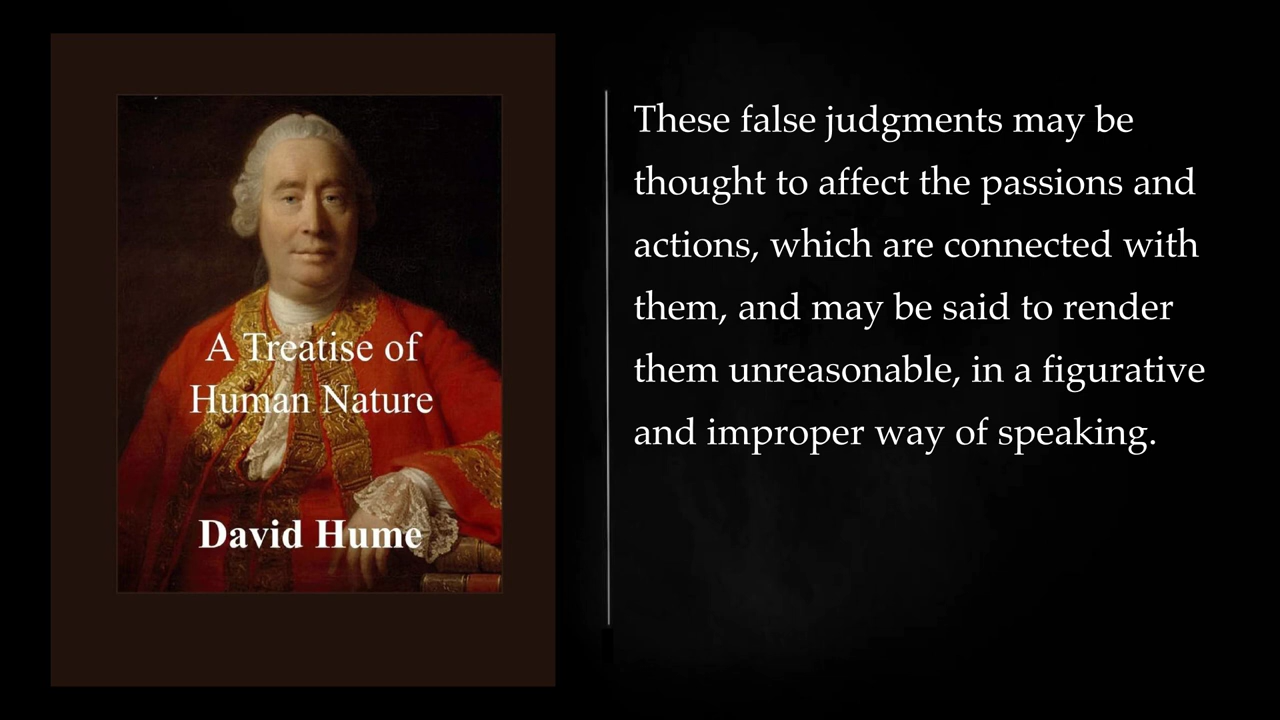 A Treatise of
Human Nature
David Hume
These false judgments may be
thought to affect the passions and
actions, which are connected with
them, and may be said to render
them unreasonable, in a figurative
and improper way of speaking.